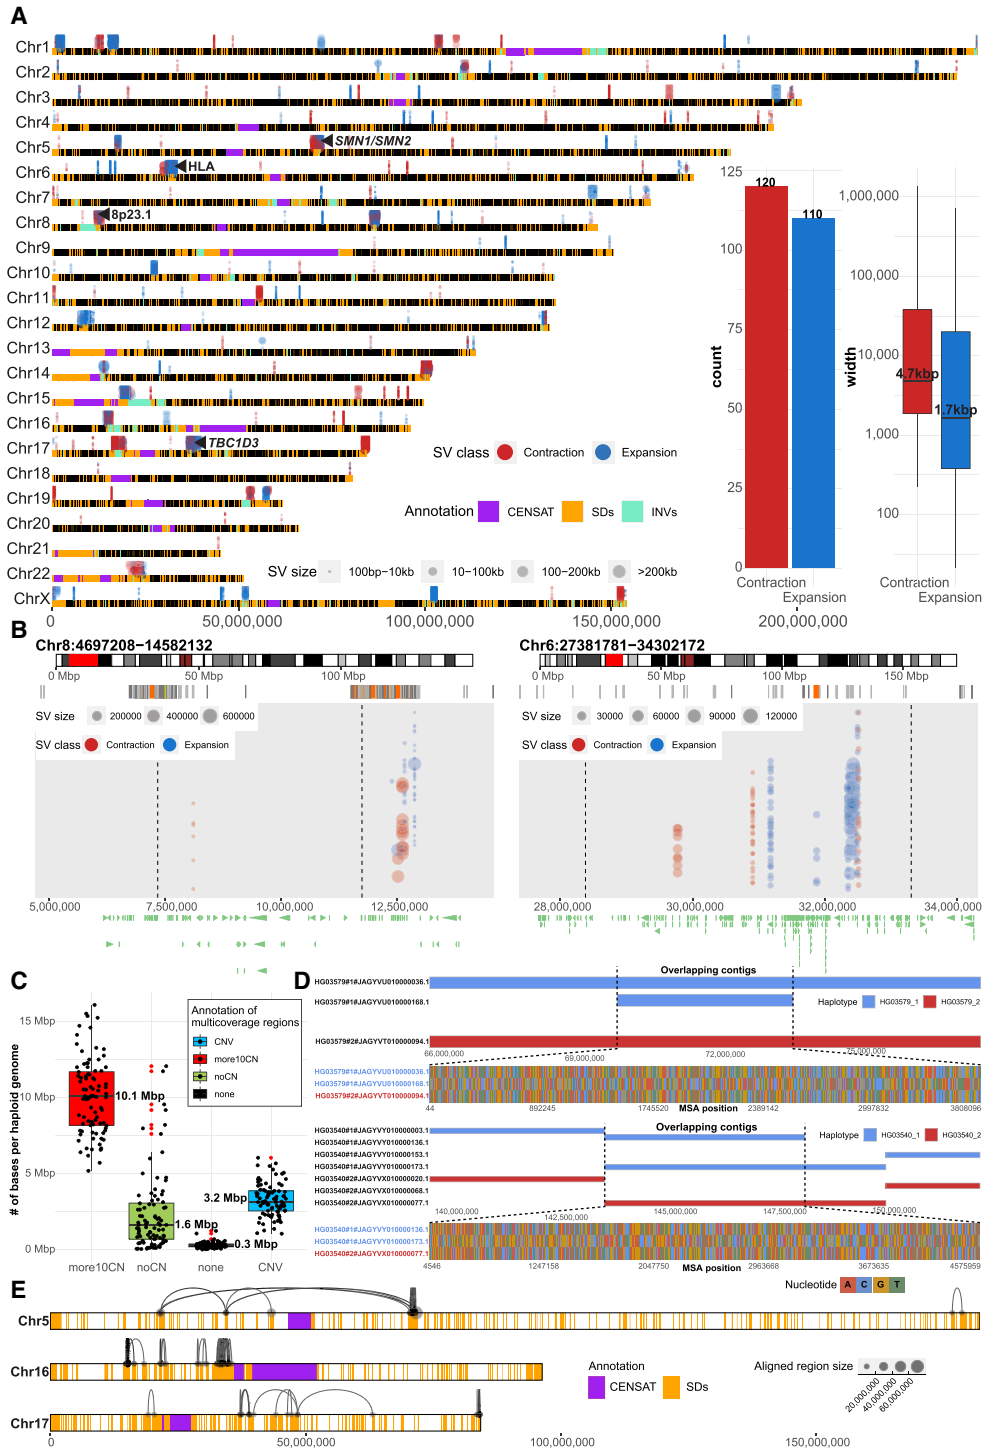 A
Chr1
Chr2
Chr3
Chr4
Chr5
SMN1/SMN2
Chr6
HLA
Chr7
Chr8
8p23.1
Chr9
Chr10
Chr11
Chr12
Chr13
Chr14
Chr15
Chr16
Chr17
TBC1D3
Chr18
Chr19
Chr20
Chr21
Chr22
ChrX
0
50,000,000
100,000,000
150,000,000
200,000,000
SV class
Contraction
Expansion
Annotation
CENSAT
SDs
INVs
SV size
100bp−10kb
10−100kb
100−200kb
>200kb
count
125
100
75
50
25
0
120
110
Contraction
Expansion
width
1,000,000
100,000
10,000
1,000
100
4.7kbp
1.7kbp
Contraction
Expansion
B
Chr8:4697208−14582132
0 Mbp
50 Mbp
100 Mbp
SV size
200000
400000
600000
SV class
Contraction
Expansion
5,000,000
7,500,000
10,000,000
12,500,000
Chr6:27381781−34302172
0 Mbp
50 Mbp
100 Mbp
150 Mbp
SV size
30000
60000
90000
120000
SV class
Contraction
Expansion
28,000,000
30,000,000
32,000,000
34,000,000
C
# of bases per haploid genome
15 Mbp
10 Mbp
5 Mbp
0 Mbp
Annotation of
multicoverage regions
CNV
more10CN
noCN
none
10.1 Mbp
1.6 Mbp
0.3 Mbp
3.2 Mbp
more10CN
noCN
none
CNV
D
Overlapping contigs
HG03579#1#JAGYVU010000036.1
HG03579#1#JAGYVU010000168.1
HG03579#2#JAGYVT010000094.1
Haplotype
HG03579_1
HG03579_2
66,000,000
69,000,000
72,000,000
75,000,000
HG03579#1#JAGYVU010000036.1
HG03579#1#JAGYVU010000168.1
HG03579#2#JAGYVT010000094.1
44
892245
1745520
2389142
2997832
3808096
MSA position
Overlapping contigs
HG03540#1#JAGYVY010000003.1
HG03540#1#JAGYVY010000136.1
HG03540#1#JAGYVY010000153.1
HG03540#1#JAGYVY010000173.1
HG03540#2#JAGYVX010000020.1
HG03540#2#JAGYVX010000068.1
HG03540#2#JAGYVX010000077.1
Haplotype
HG03540_1
HG03540_2
140,000,000
142,500,000
145,000,000
147,500,000
150,000,000
HG03540#1#JAGYVY010000136.1
HG03540#1#JAGYVY010000173.1
HG03540#2#JAGYVX010000077.1
4546
1247158
2047750
2963668
3673635
4575959
MSA position
Nucleotide
A
C
G
T
E
Chr5
Chr16
Chr17
0
50,000,000
100,000,000
150,000,000
Annotation
CENSAT
SDs
Aligned region size
20,000,000
40,000,000
60,000,000